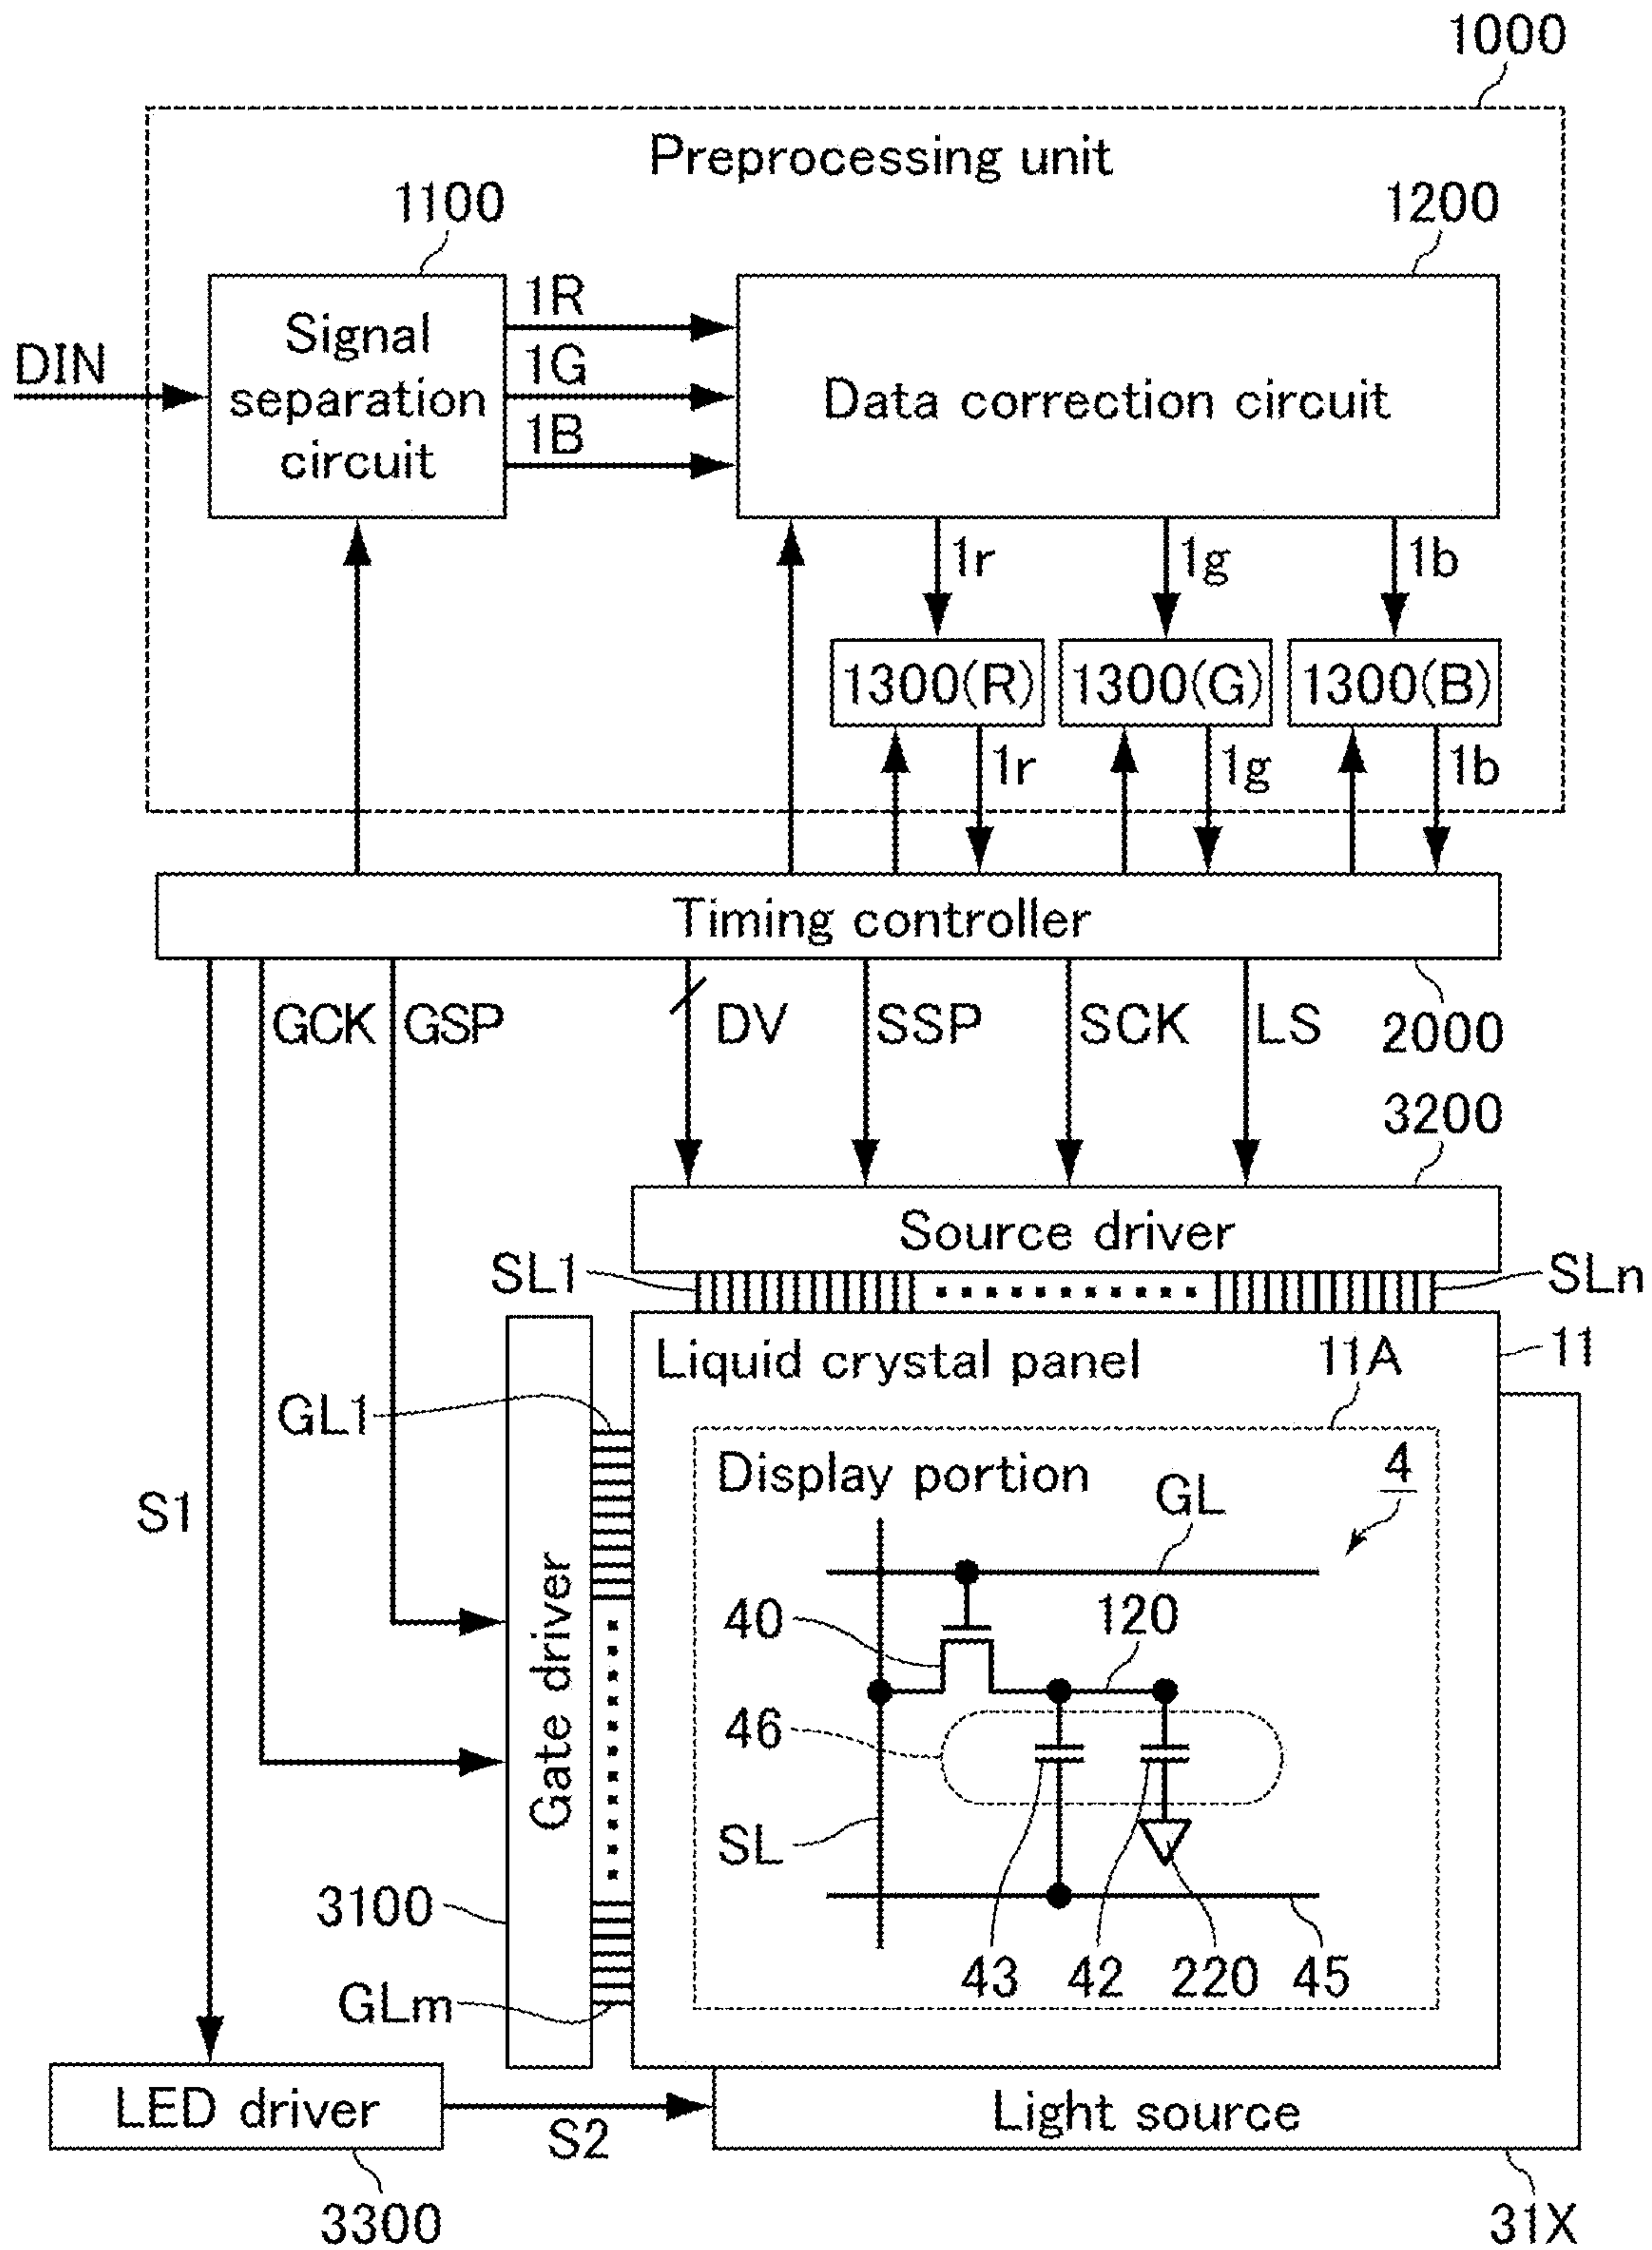 1000
Preprocessing unit
1100
1200
Signal
separation
circuit
DIN
1R
1G
1B
Data correction circuit
1r
1g
1b
1300(R)
1300(G)
1300(B)
1r
1g
1b
Timing controller
GCK
GSP
DV
SSP
SCK
LS
2000
3200
Source driver
SL1
SLn
Liquid crystal panel
11A
11
GL1
Display portion
4
GL
S1
40
120
Gate driver
46
SL
3100
43
42
220
45
GLm
LED driver
S2
Light source
3300
31X